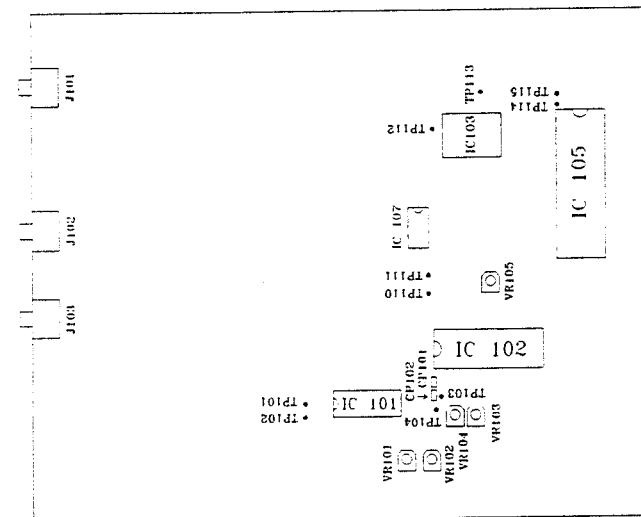 J101
TP113
TP115
TP114
TP112
IC103
IC 105
J102
IC 107
TP111
TP110
VR105
J103
IC 102
CP102
CP101
TP101
TP102
IC 101
TP103
TP104
VR103
VR104
VR101
VR102